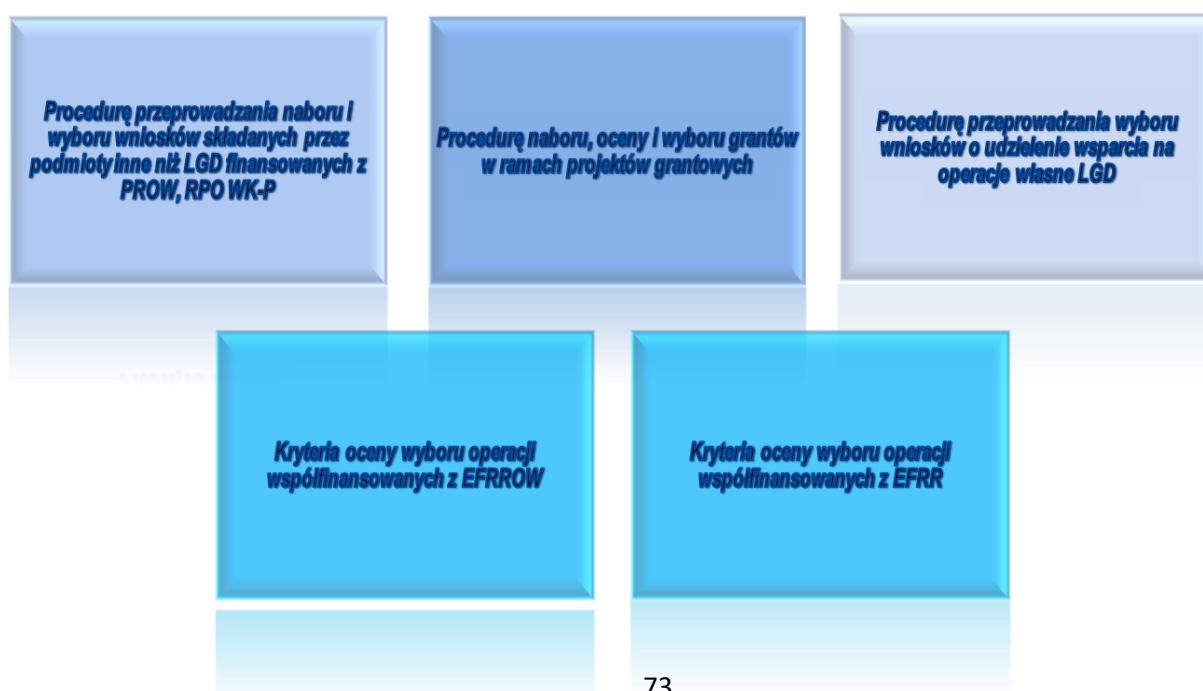 Procedurę przeprowadzania naboru i
wyboru wniosków składanych przez
podmioty inne niż LGD finansowanych z
PROW, RPO WK-P
Procedurę naboru, oceny i wyboru grantów
w ramach projektów grantowych
Procedurę przeprowadzania wyboru
wniosków o udzielenie wsparcia na
operacje własne LGD
Kryteria oceny wyboru operacji
współfinansowanych z EFRROW
Kryteria oceny wyboru operacji
współfinansowanych z EFRR
73